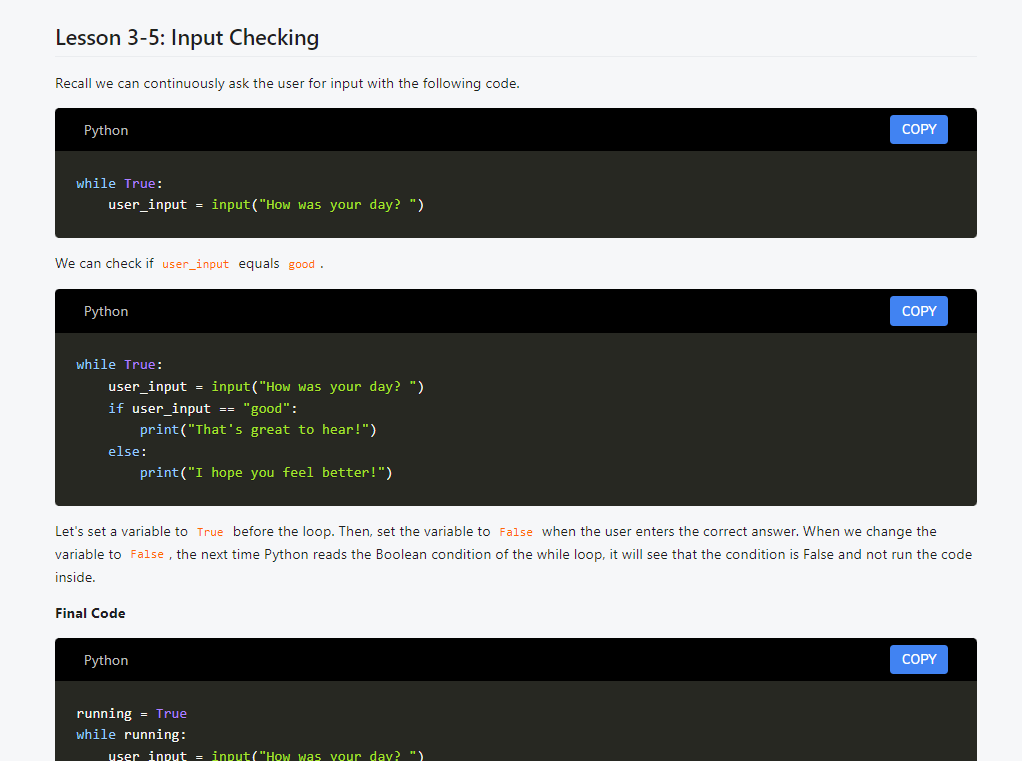 Lesson 3-5: Input Checking
Recall we can continuously ask the user for input with the following code.
Python
COPY
while True:
    user_input = input("How was your day? ")
We can check if user_input equals good .
Python
COPY
while True:
    user_input = input("How was your day? ")
    if user_input == "good":
        print("That's great to hear!")
    else:
        print("I hope you feel better!")
Let's set a variable to True before the loop. Then, set the variable to False when the user enters the correct answer. When we change the
variable to False , the next time Python reads the Boolean condition of the while loop, it will see that the condition is False and not run the code
inside.
Final Code
Python
COPY
running = True
while running:
    user_input = input("How was your day? ")